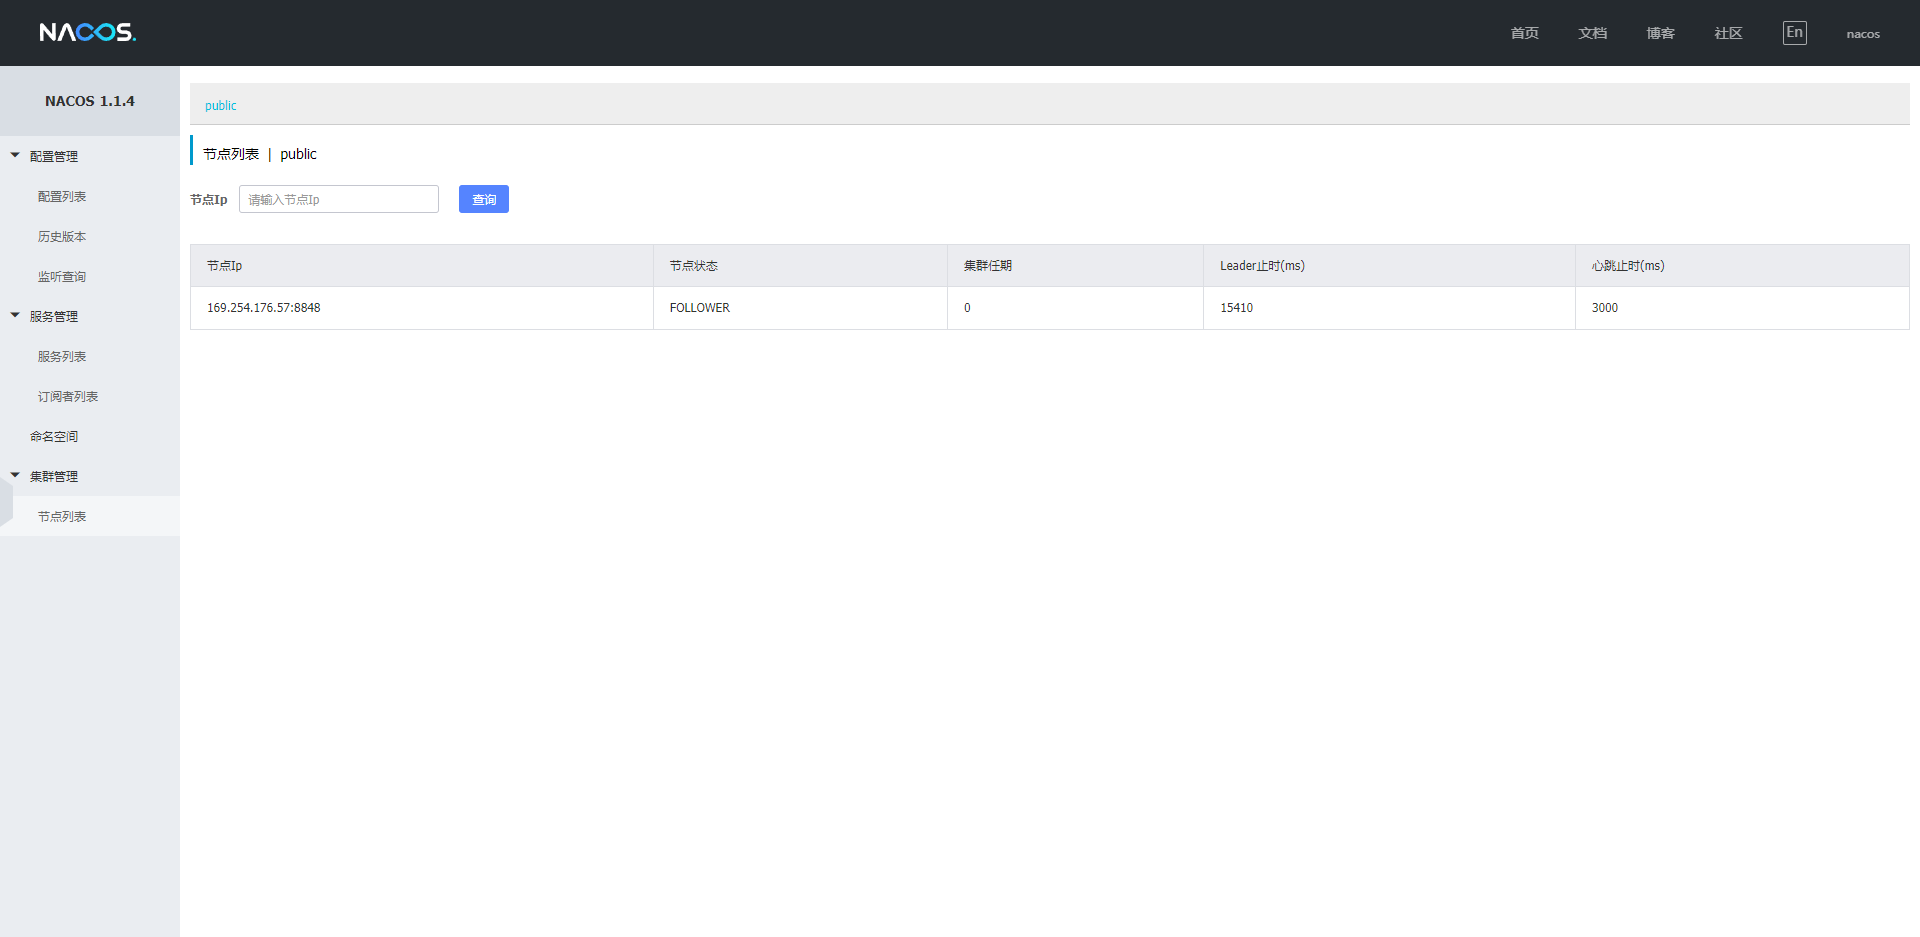 NACOS.
首页 文档 博客 社区 En nacos
NACOS 1.1.4
配置管理
配置列表
历史版本
监听查询
服务管理
服务列表
订阅者列表
命名空间
集群管理
节点列表
public
节点列表 | public
节点Ip 请输入节点Ip 查询
节点Ip 节点状态 集群任期 Leader止时(ms) 心跳止时(ms)
169.254.176.57:8848 FOLLOWER 0 15410 3000